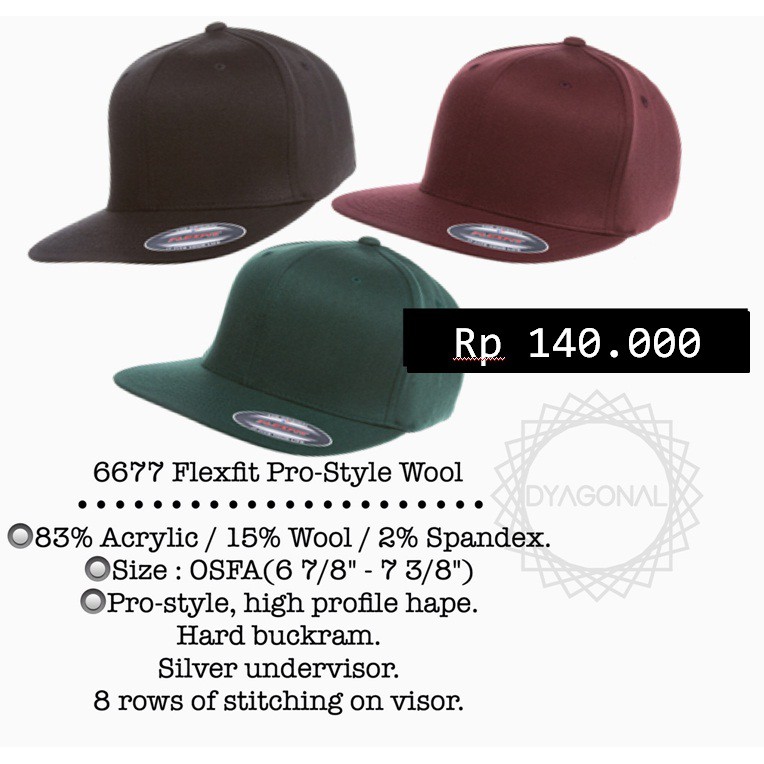 Rp 140.000
DYAGONAL
6677 Flexfit Pro-Style Wool
83% Acrylic / 15% Wool / 2% Spandex.
Size : OSFA(6 7/8" - 7 3/8")
Pro-style, high profile hape.
Hard buckram.
Silver undervisor.
8 rows of stitching on visor.